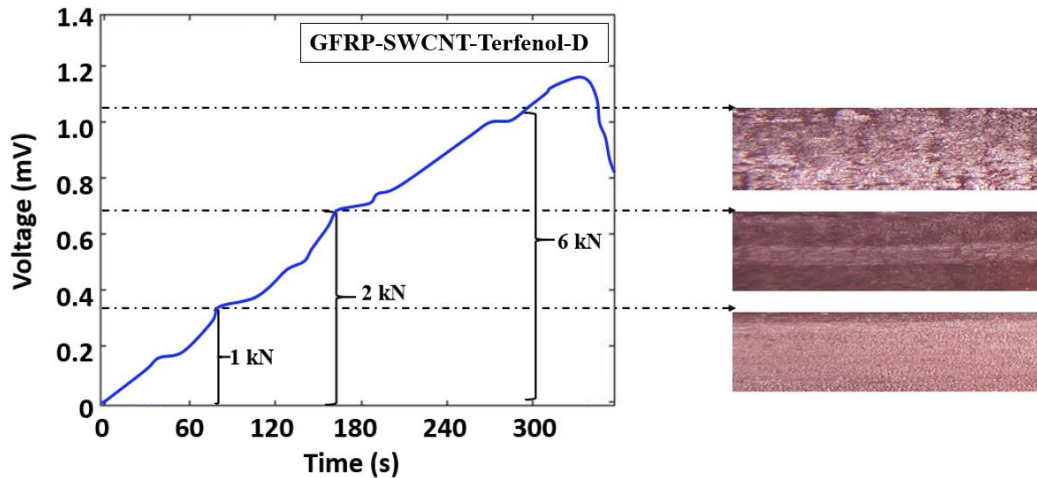 GFRP-SWCNT-Terfenol-D
1.4
1.2
1.0
0.8
0.6
0.4
0.2
0
Voltage (mV)
6 kN
2 kN
1 kN
0
60
120
180
240
300
Time (s)